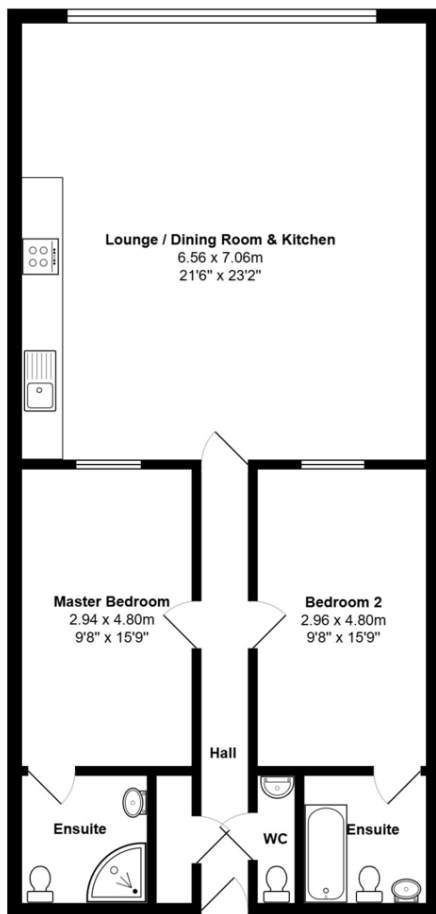 Lounge / Dining Room & Kitchen
6.56 x 7.06m
21'6" x 23'2"
Master Bedroom
2.94 x 4.80m
9'8" x 15'9"
Bedroom 2
2.96 x 4.80m
9'8" x 15'9"
Hall
Ensuite
WC
Ensuite